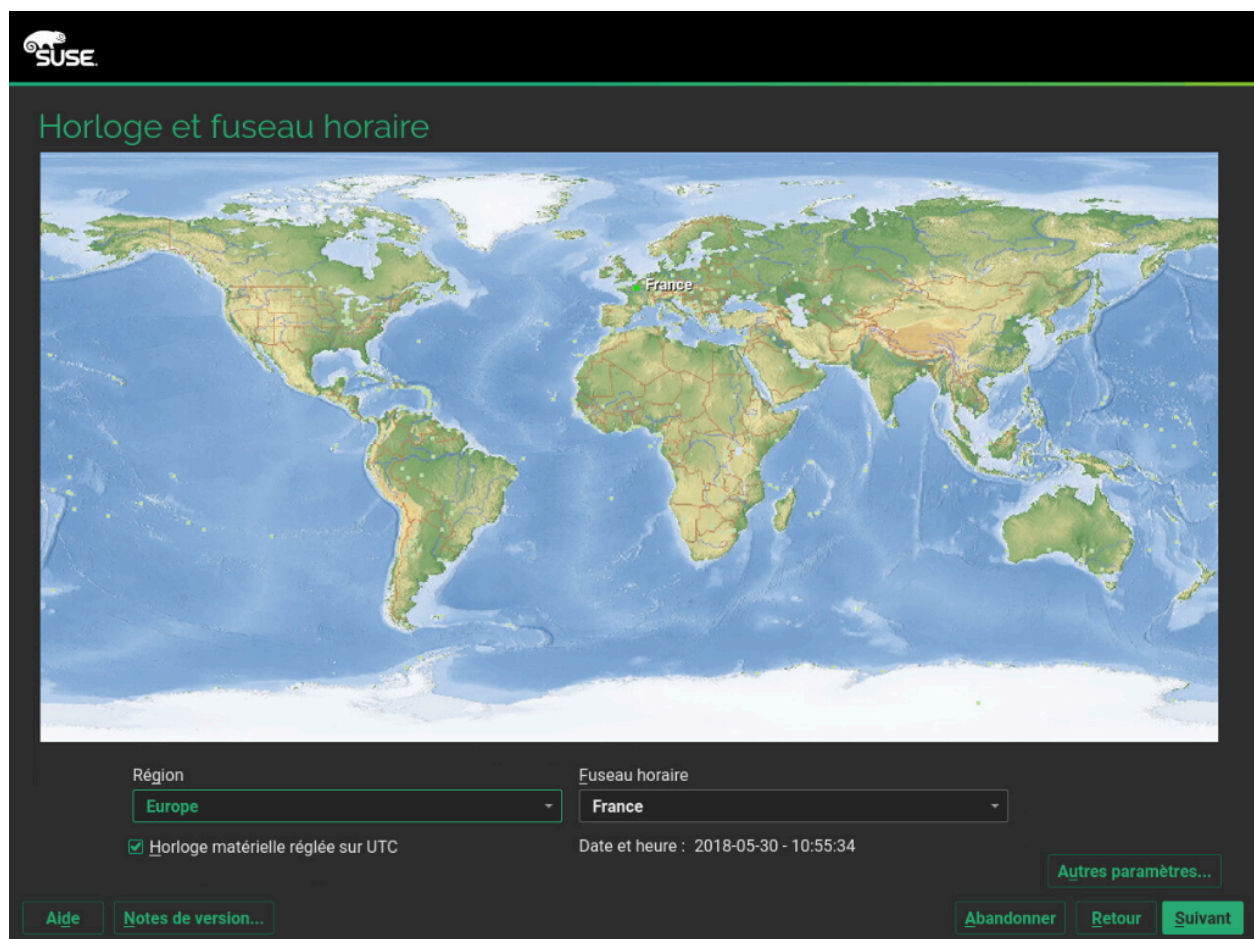 SUSE.
Horloge et fuseau horaire
France
Région
Fuseau horaire
Europe
France
Horloge matérielle réglée sur UTC
Date et heure : 2018-05-30 - 10:55:34
Autres paramètres...
Aide
Notes de version...
Abandonner
Retour
Suivant